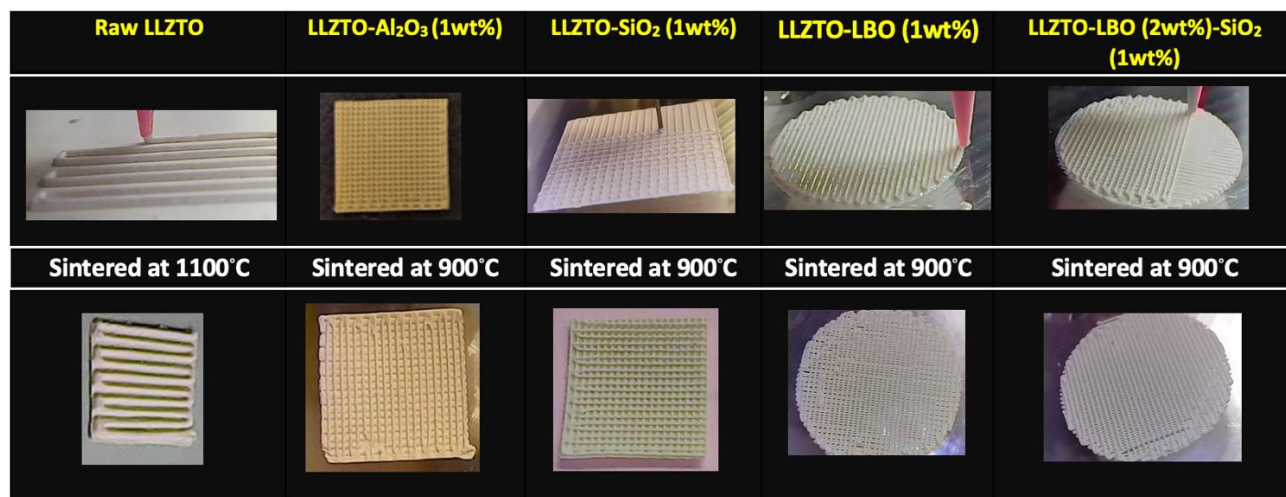 Raw LLZTO
LLZTO-Al₂O₃ (1wt%)
LLZTO-SiO₂ (1wt%)
LLZTO-LBO (1wt%)
LLZTO-LBO (2wt%)-SiO₂
(1wt%)
Sintered at 1100˚C
Sintered at 900˚C
Sintered at 900˚C
Sintered at 900˚C
Sintered at 900˚C